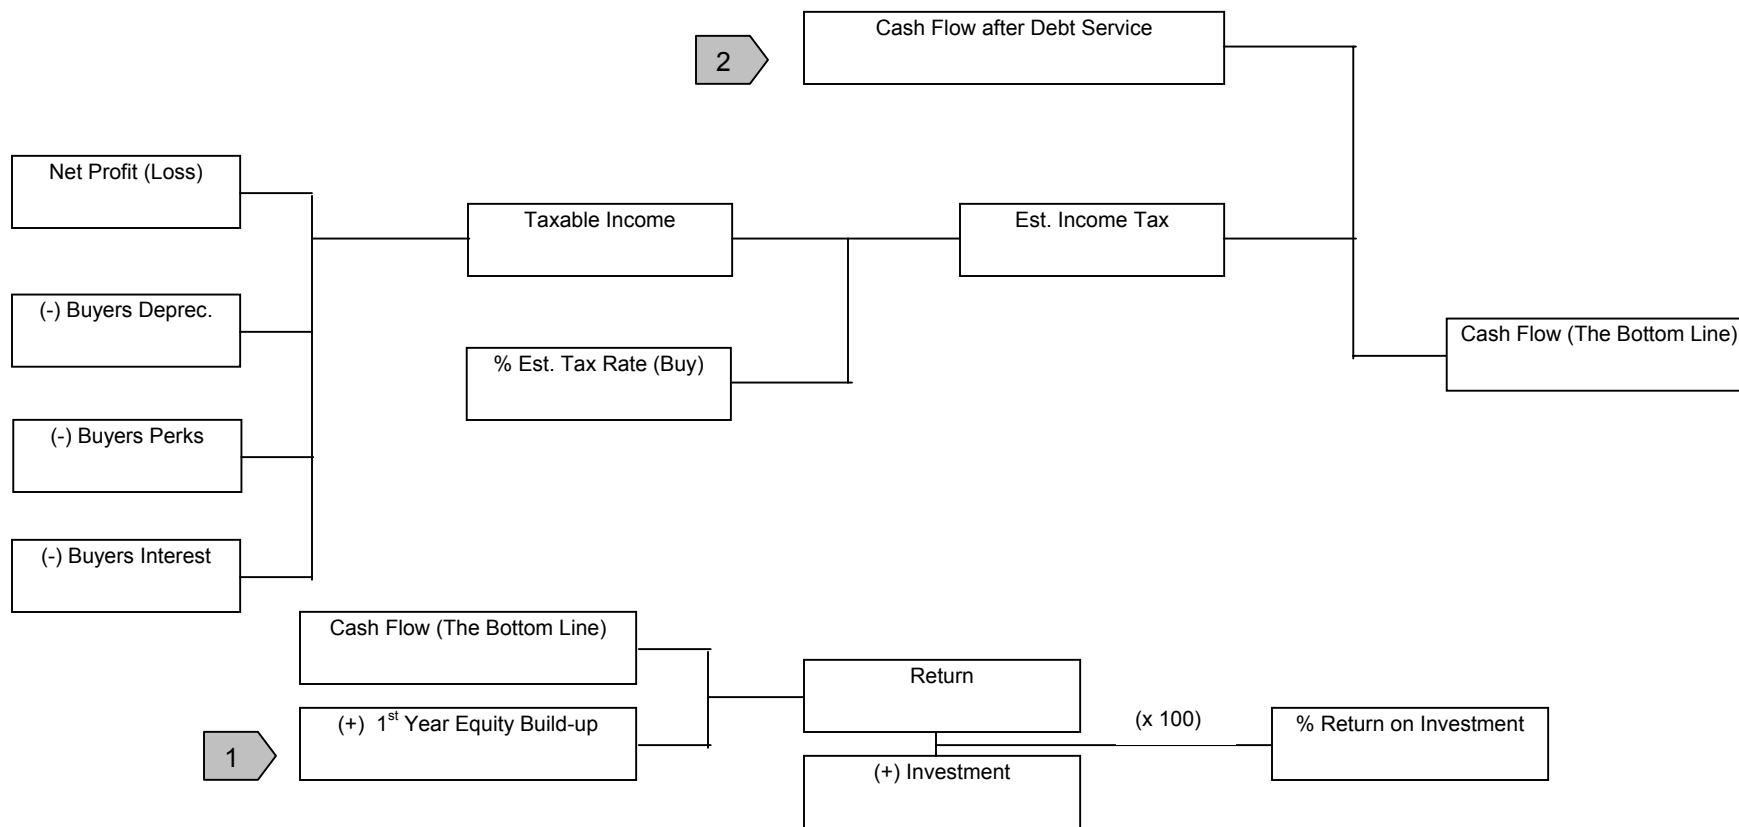 Cash Flow after Debt Service
2
Net Profit (Loss)
Taxable Income
Est. Income Tax
(-) Buyers Deprec.
Cash Flow (The Bottom Line)
% Est. Tax Rate (Buy)
(-) Buyers Perks
(-) Buyers Interest
Cash Flow (The Bottom Line)
Return
(+) 1st Year Equity Build-up
(x 100)
% Return on Investment
1
(+) Investment